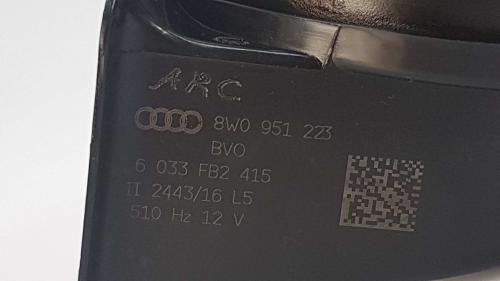 ARC
8W0 951 223
BVO
6 033 FB2 415
II 2443/16 L5
510 Hz 12 V